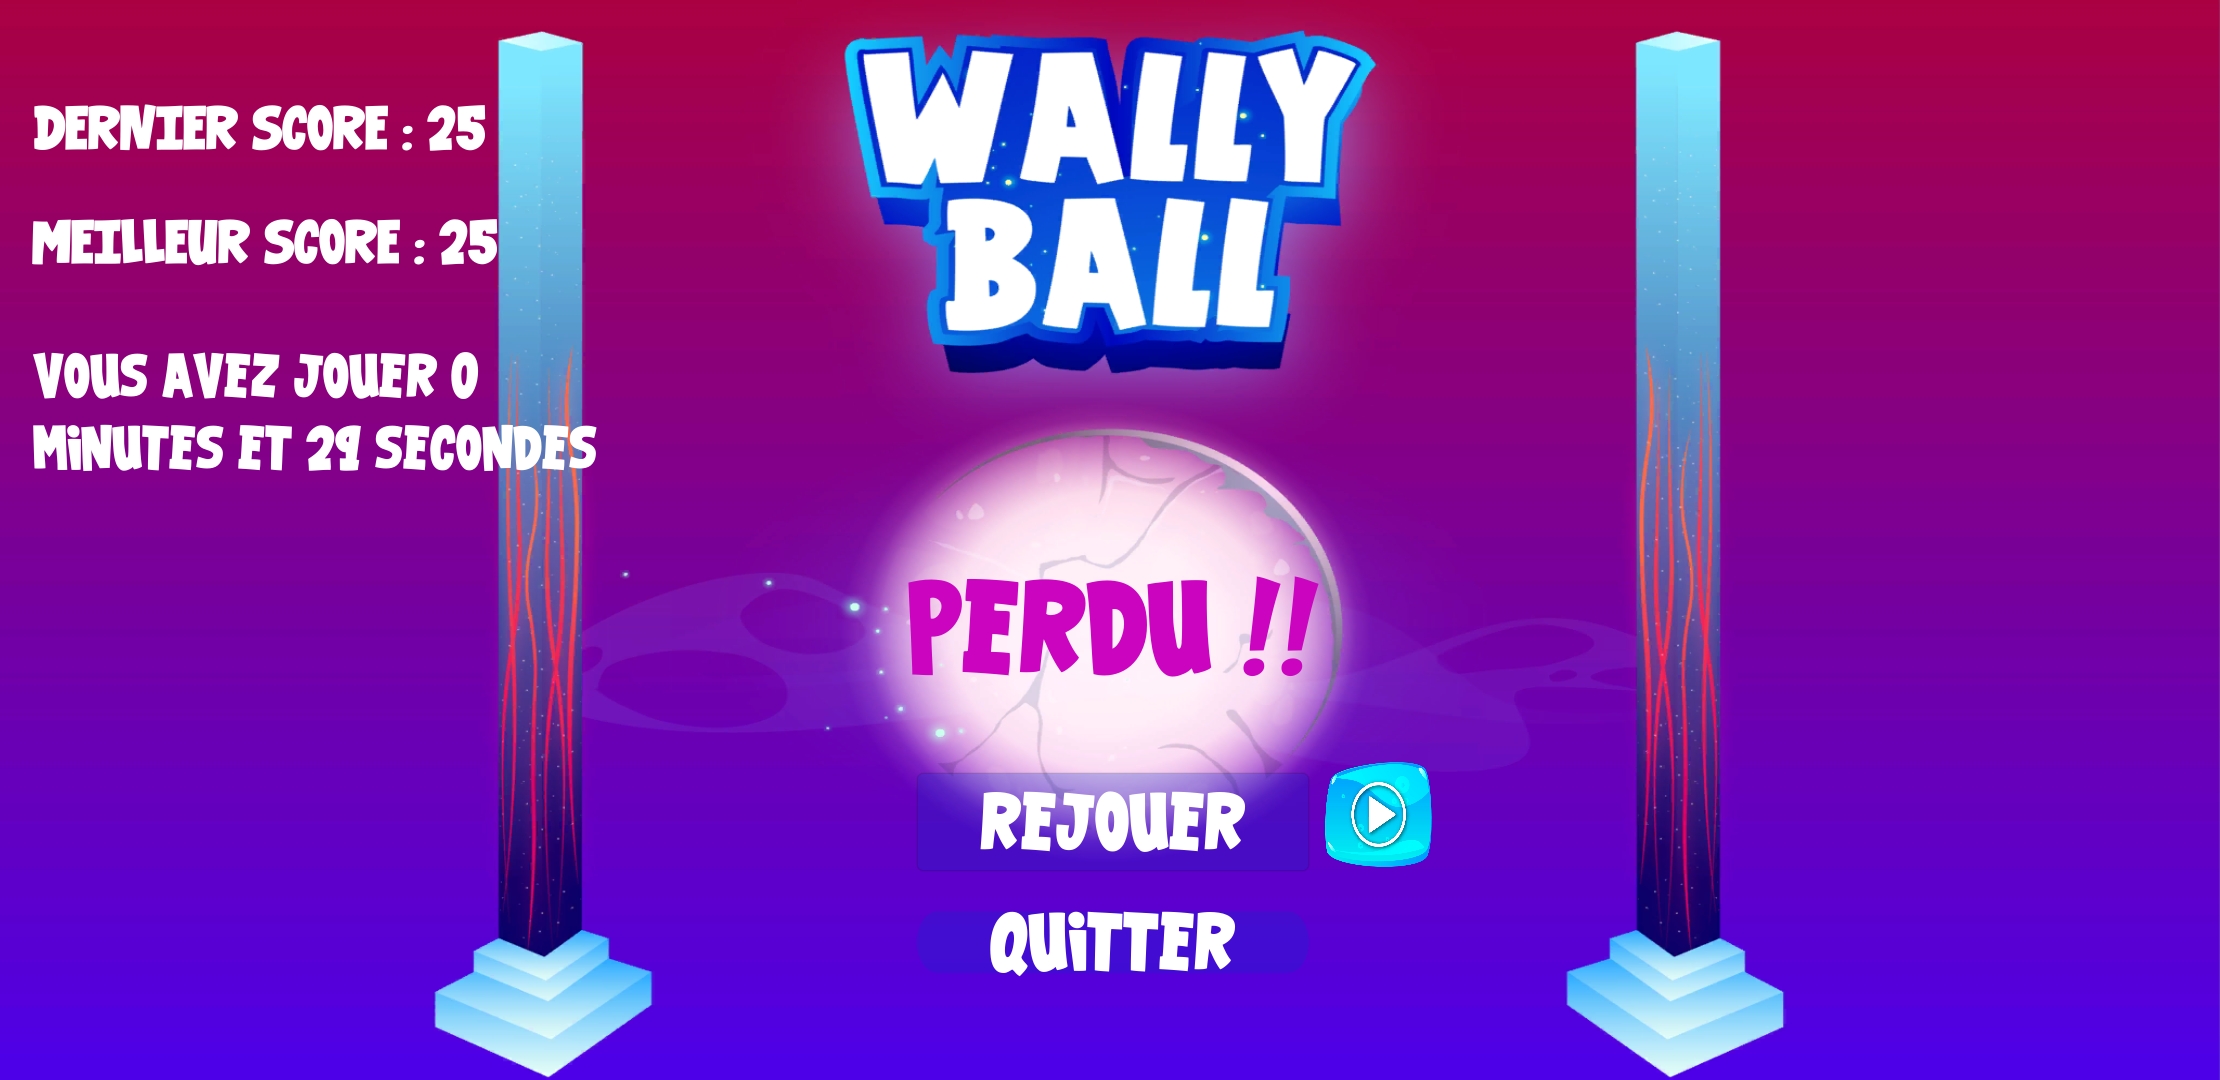 DERNIER SCORE : 25
MEILLEUR SCORE : 25
VOUS AVEZ JOUER 0
MINUTES ET 29 SECONDES
WALLY
BALL
PERDU !!
REJOUER
QUITTER